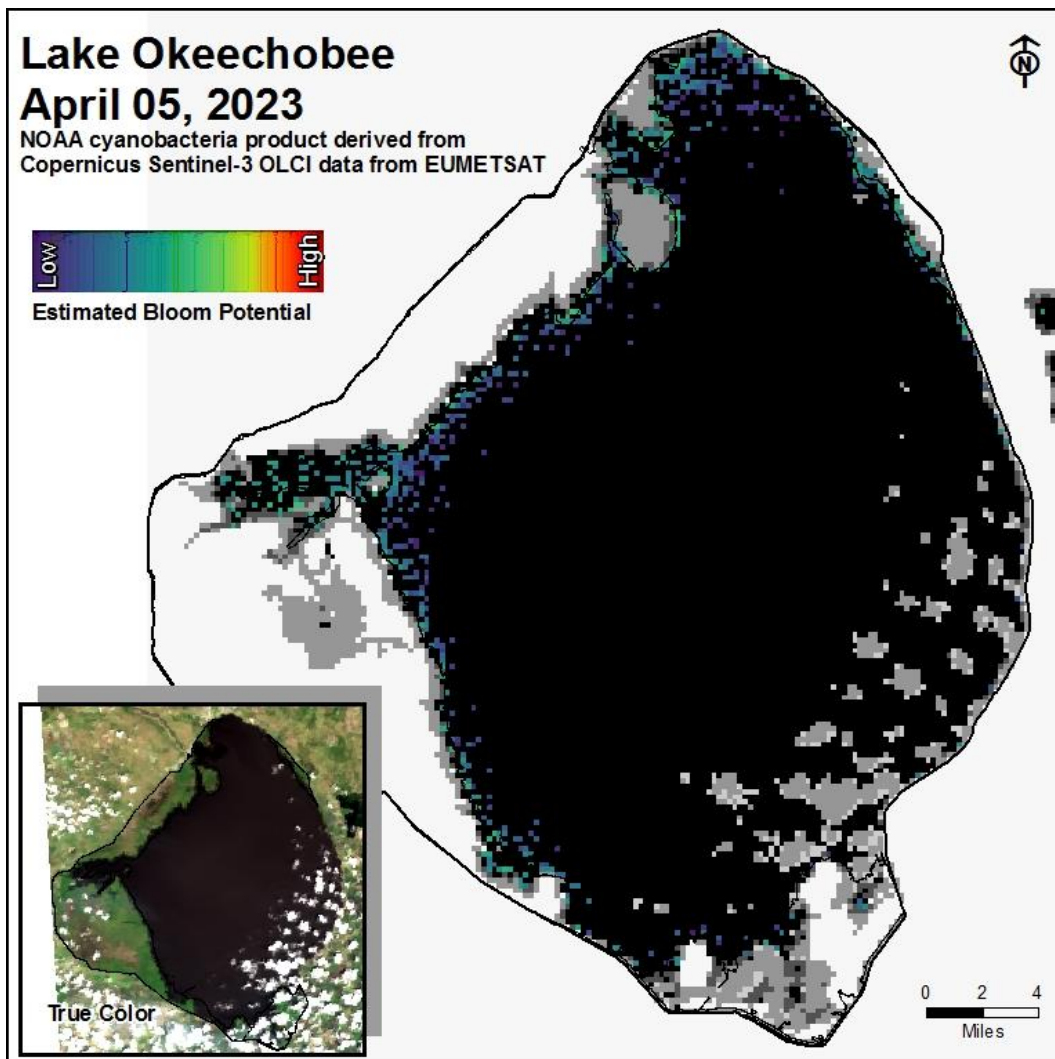 Lake Okeechobee
April 05, 2023
NOAA cyanobacteria product derived from
Copernicus Sentinel-3 OLCI data from EUMETSAT
N
Low High
Estimated Bloom Potential
True Color
0 2 4
Miles